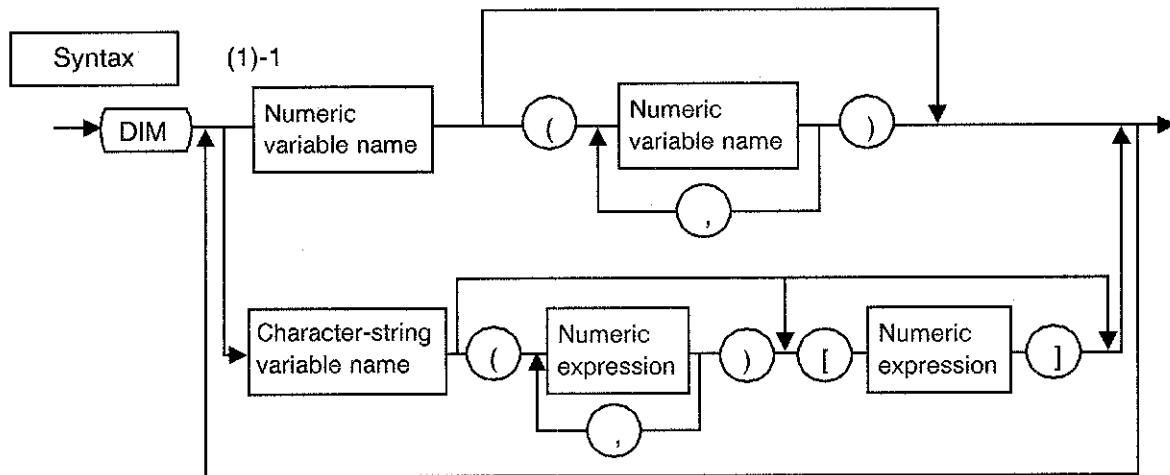 Syntax
(1)-1
DIM
Numeric
variable name
(
Numeric
variable name
)
,
Character-string
variable name
(
Numeric
expression
)
[
Numeric
expression
]
,